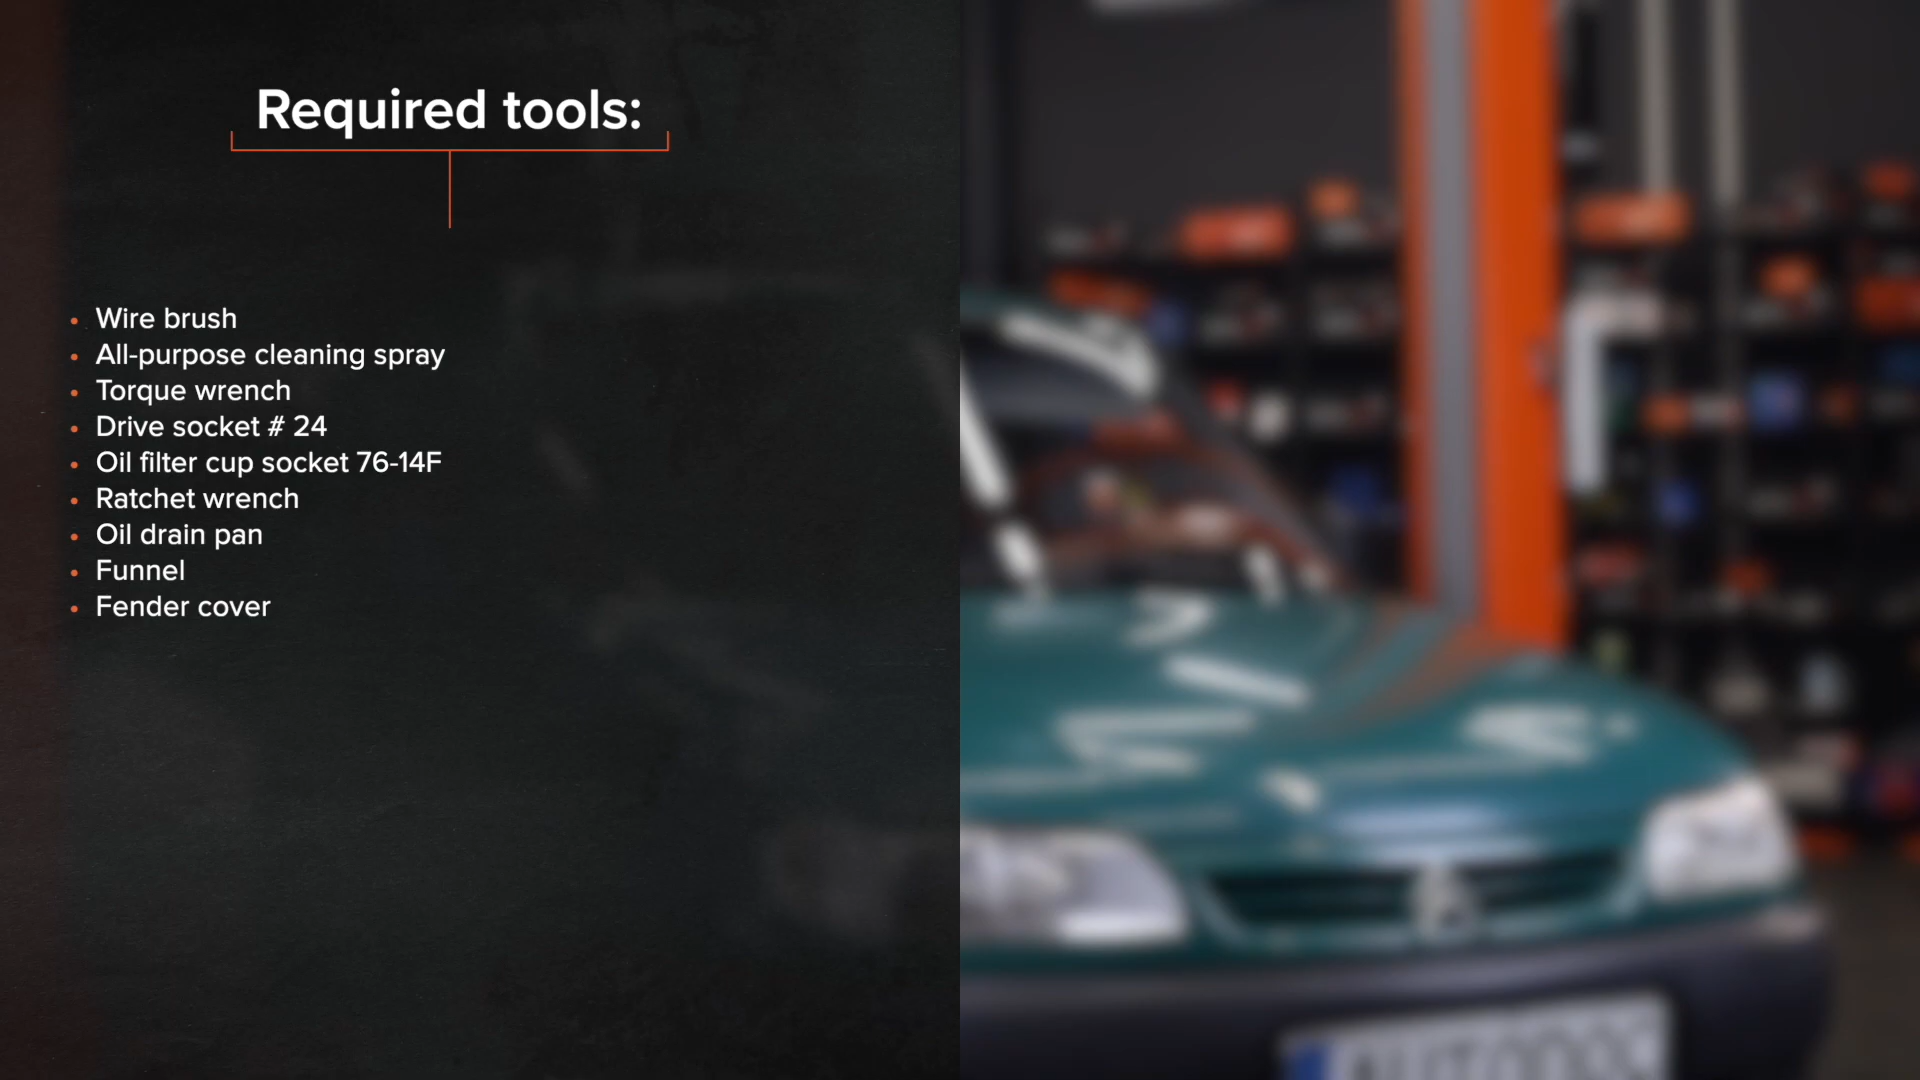 Required tools:
• Wire brush
• All-purpose cleaning spray
• Torque wrench
• Drive socket # 24
• Oil filter cup socket 76-14F
• Ratchet wrench
• Oil drain pan
• Funnel
• Fender cover